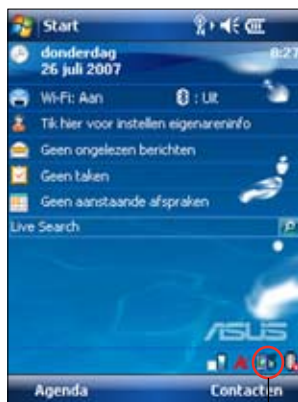 Start
donderdag 8:27
26 juli 2007
Wi-Fi: Aan : Uit
Tik hier voor instellen eigenareninfo
Geen ongelezen berichten
Geen taken
Geen aanstaande afspraken
Live Search
ASUS
Agenda Contacten